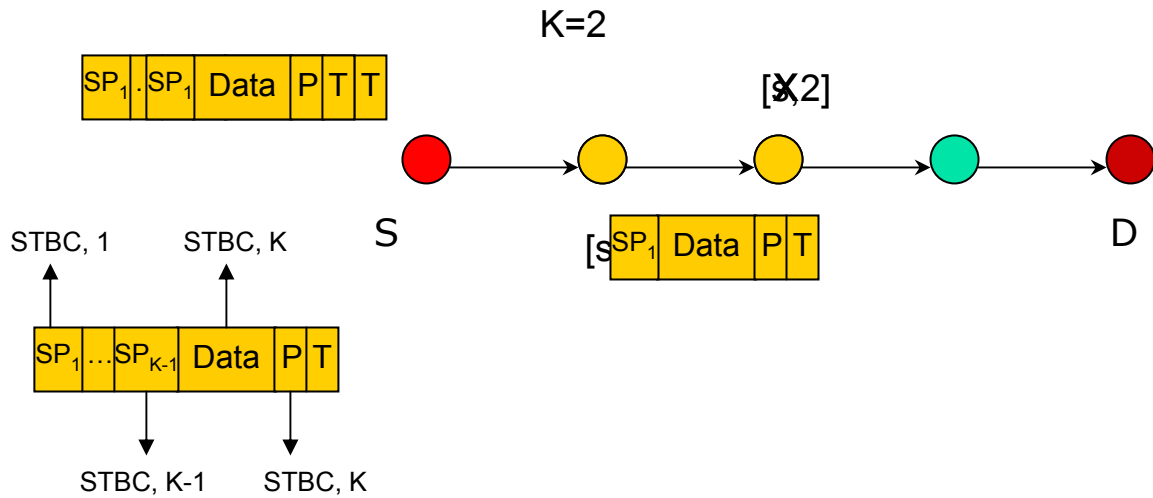 K=2
SP1 . SP1 Data P T T
,2]
S
D
[s
SP1 Data P T
STBC, 1
STBC, K
SP1 ... SPK-1 Data P T
STBC, K-1
STBC, K